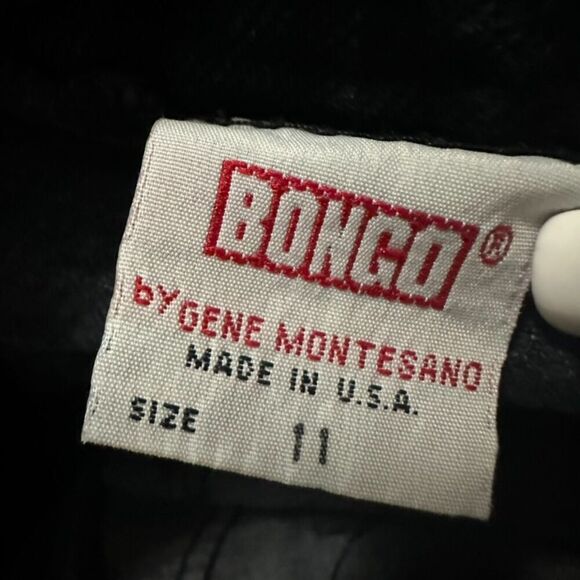 BONGO®
bY GENE MONTESANO
MADE IN U.S.A.
SIZE 11